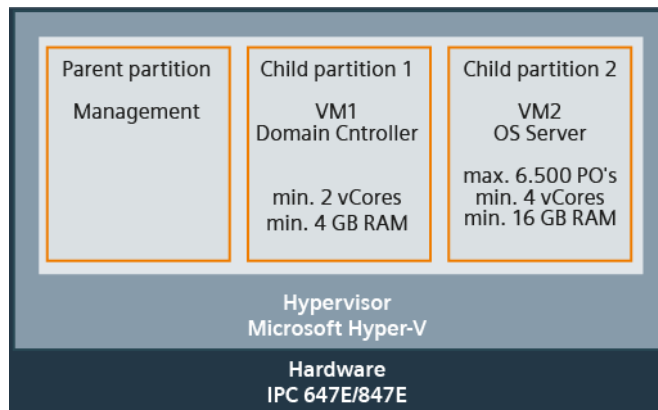 Parent partition
Management
Child partition 1
VM1
Domain Cntroller
min. 2 vCores
min. 4 GB RAM
Child partition 2
VM2
OS Server
max. 6.500 PO's
min. 4 vCores
min. 16 GB RAM
Hypervisor
Microsoft Hyper-V
Hardware
IPC 647E/847E